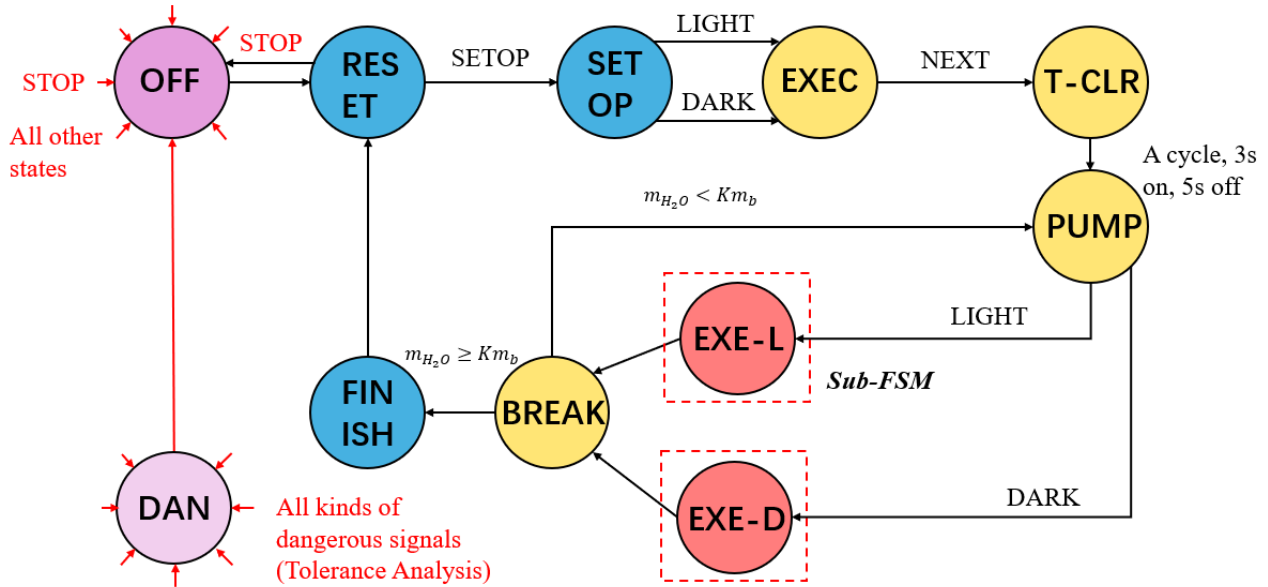 LIGHT
STOP
OFF
RES
ET
SETOP
SET
OP
EXEC
NEXT
T-CLR
STOP
DARK
All other
states
A cycle, 3s
on, 5s off
$m_{H_2O} < Km_b$
PUMP
EXE-L
LIGHT
$m_{H_2O} \geq Km_b$
Sub-FSM
FIN
ISH
BREAK
DAN
All kinds of
dangerous signals
(Tolerance Analysis)
EXE-D
DARK